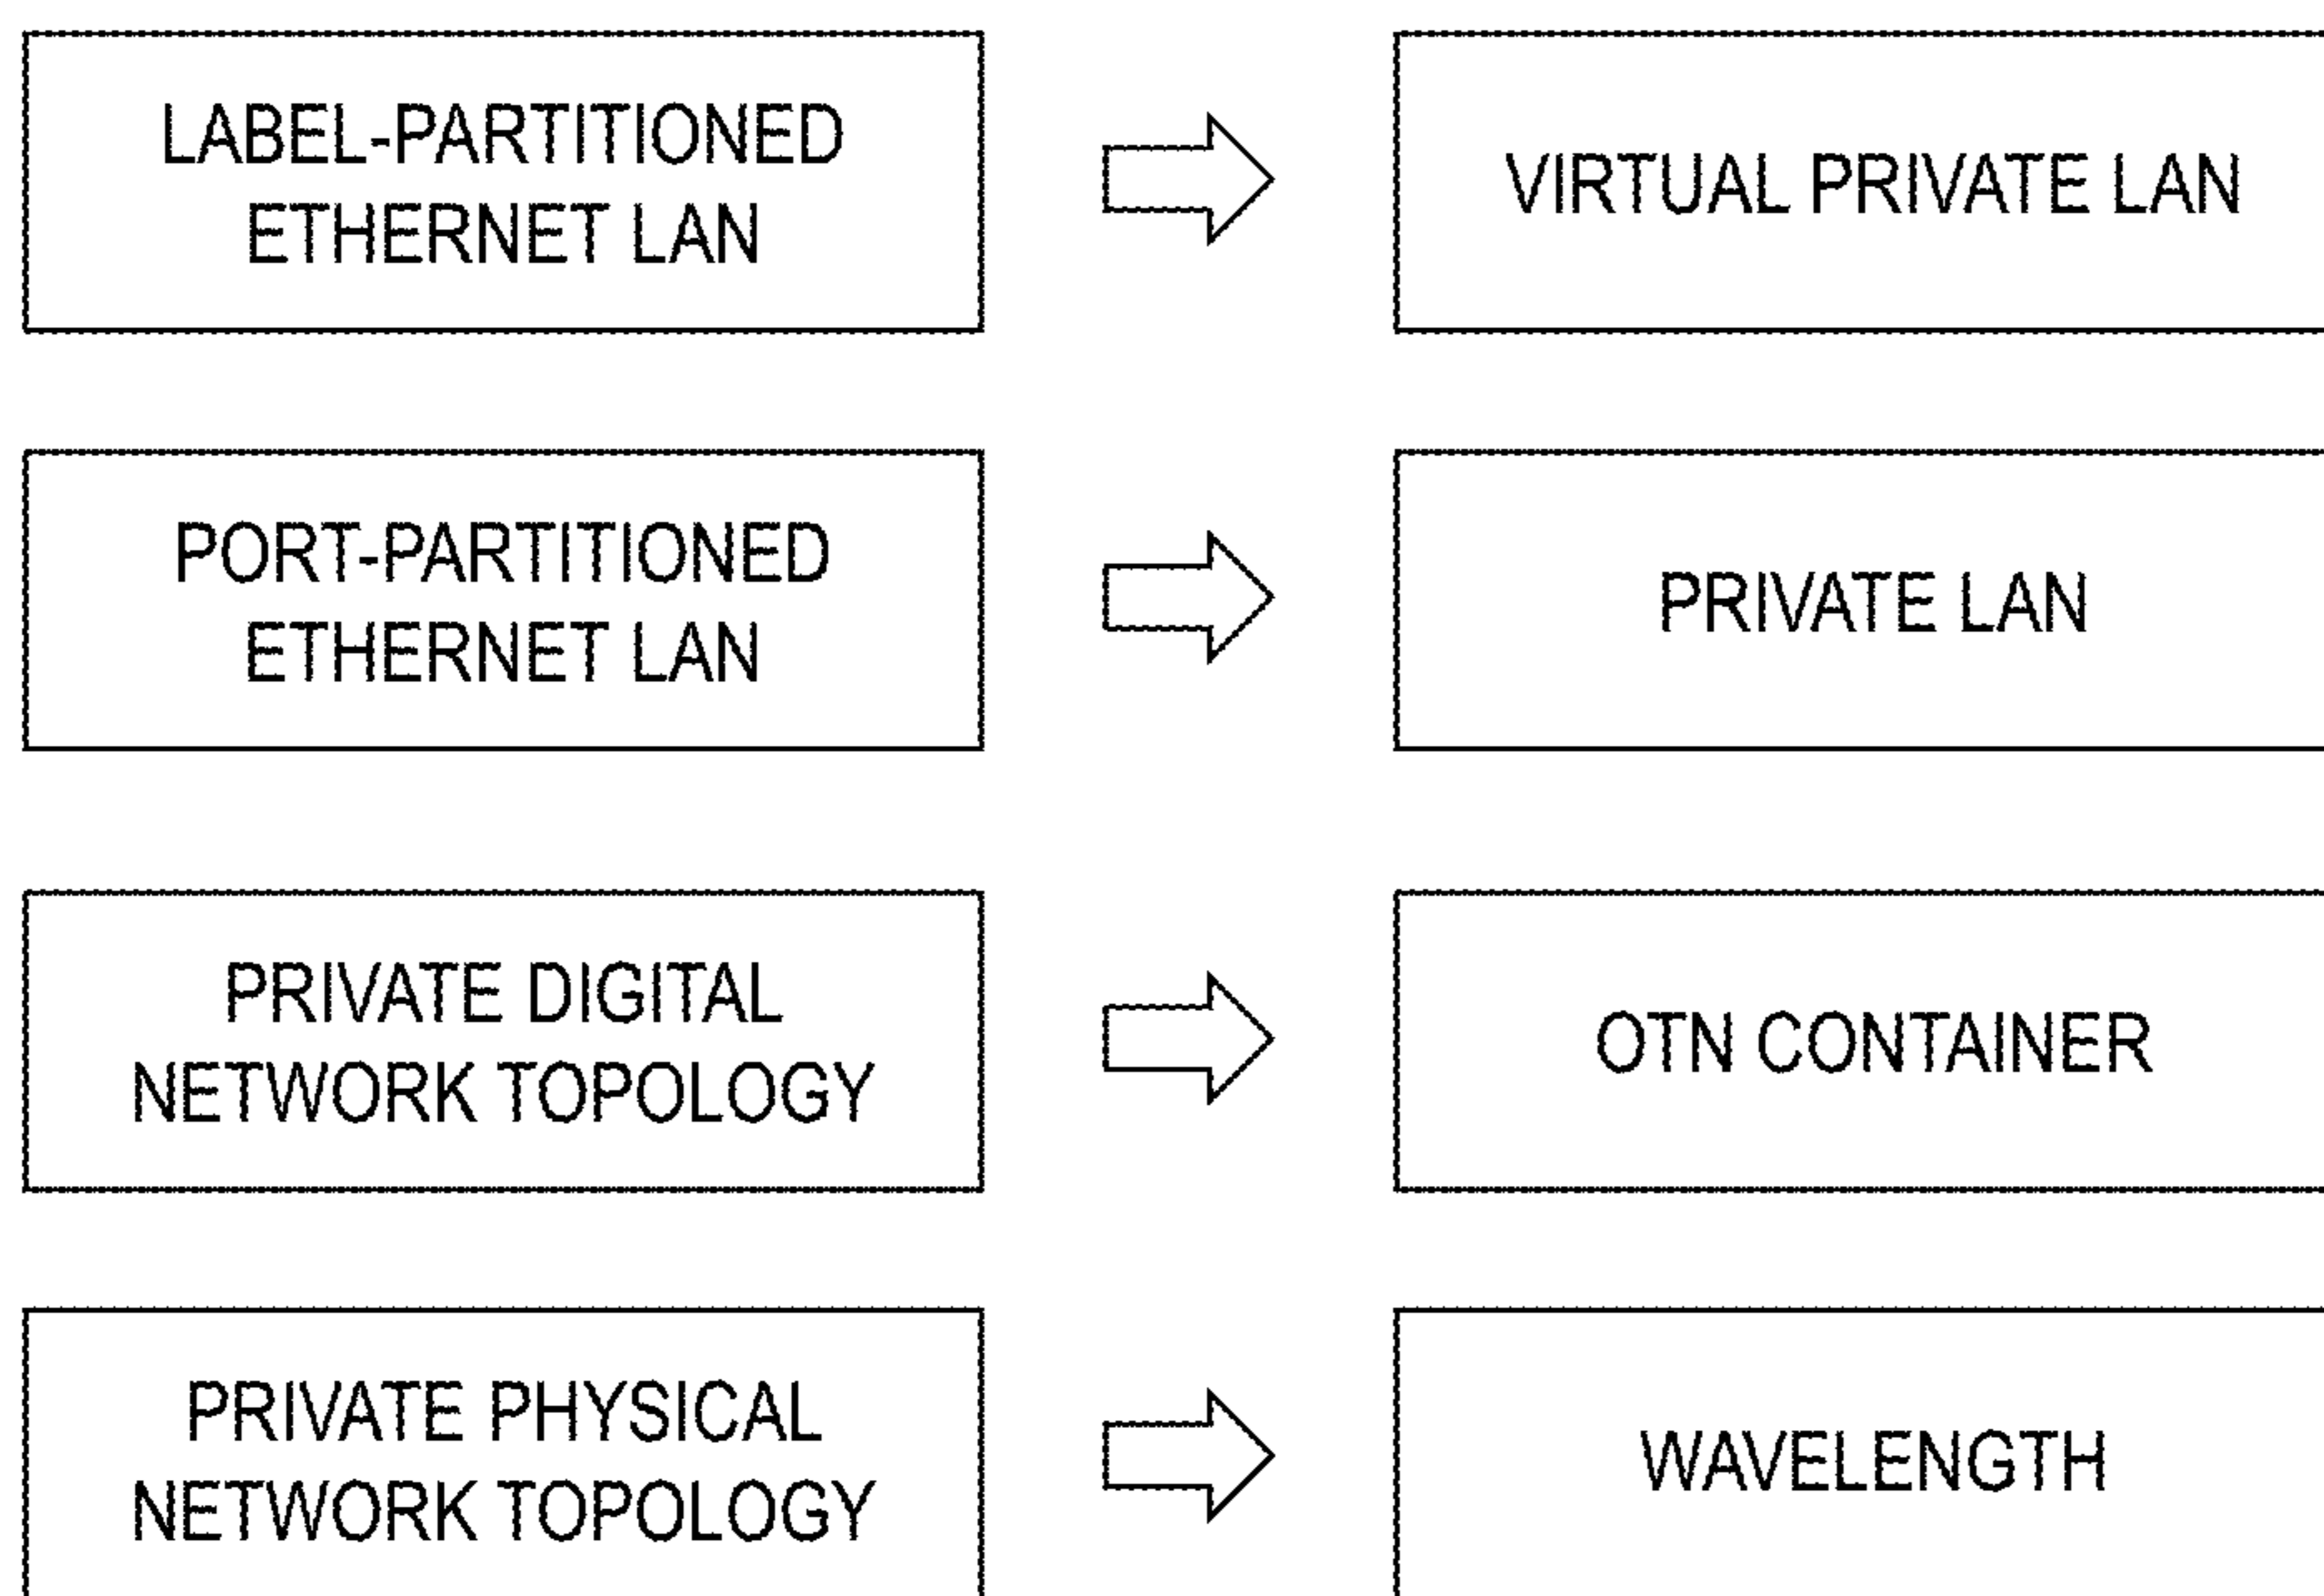 LABEL-PARTITIONED
ETHERNET LAN
VIRTUAL PRIVATE LAN
PORT-PARTITIONED
ETHERNET LAN
PRIVATE LAN
PRIVATE DIGITAL
NETWORK TOPOLOGY
OTN CONTAINER
PRIVATE PHYSICAL
NETWORK TOPOLOGY
WAVELENGTH